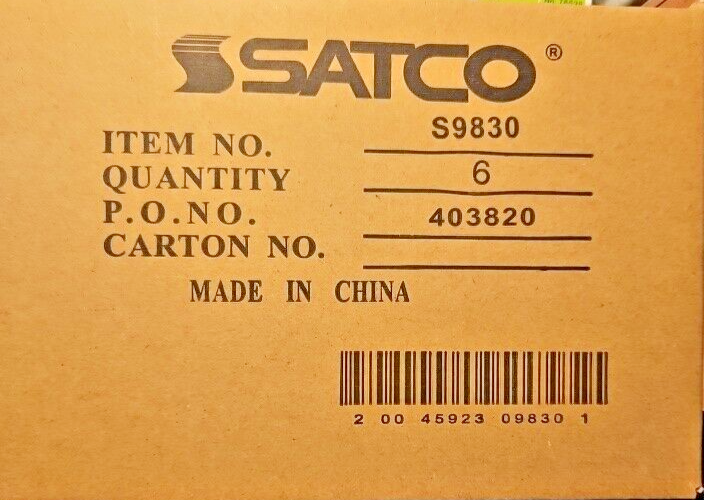 SATCO®
ITEM NO. S9830
QUANTITY 6
P.O.NO. 403820
CARTON NO.
MADE IN CHINA
2 00 45923 09830 1